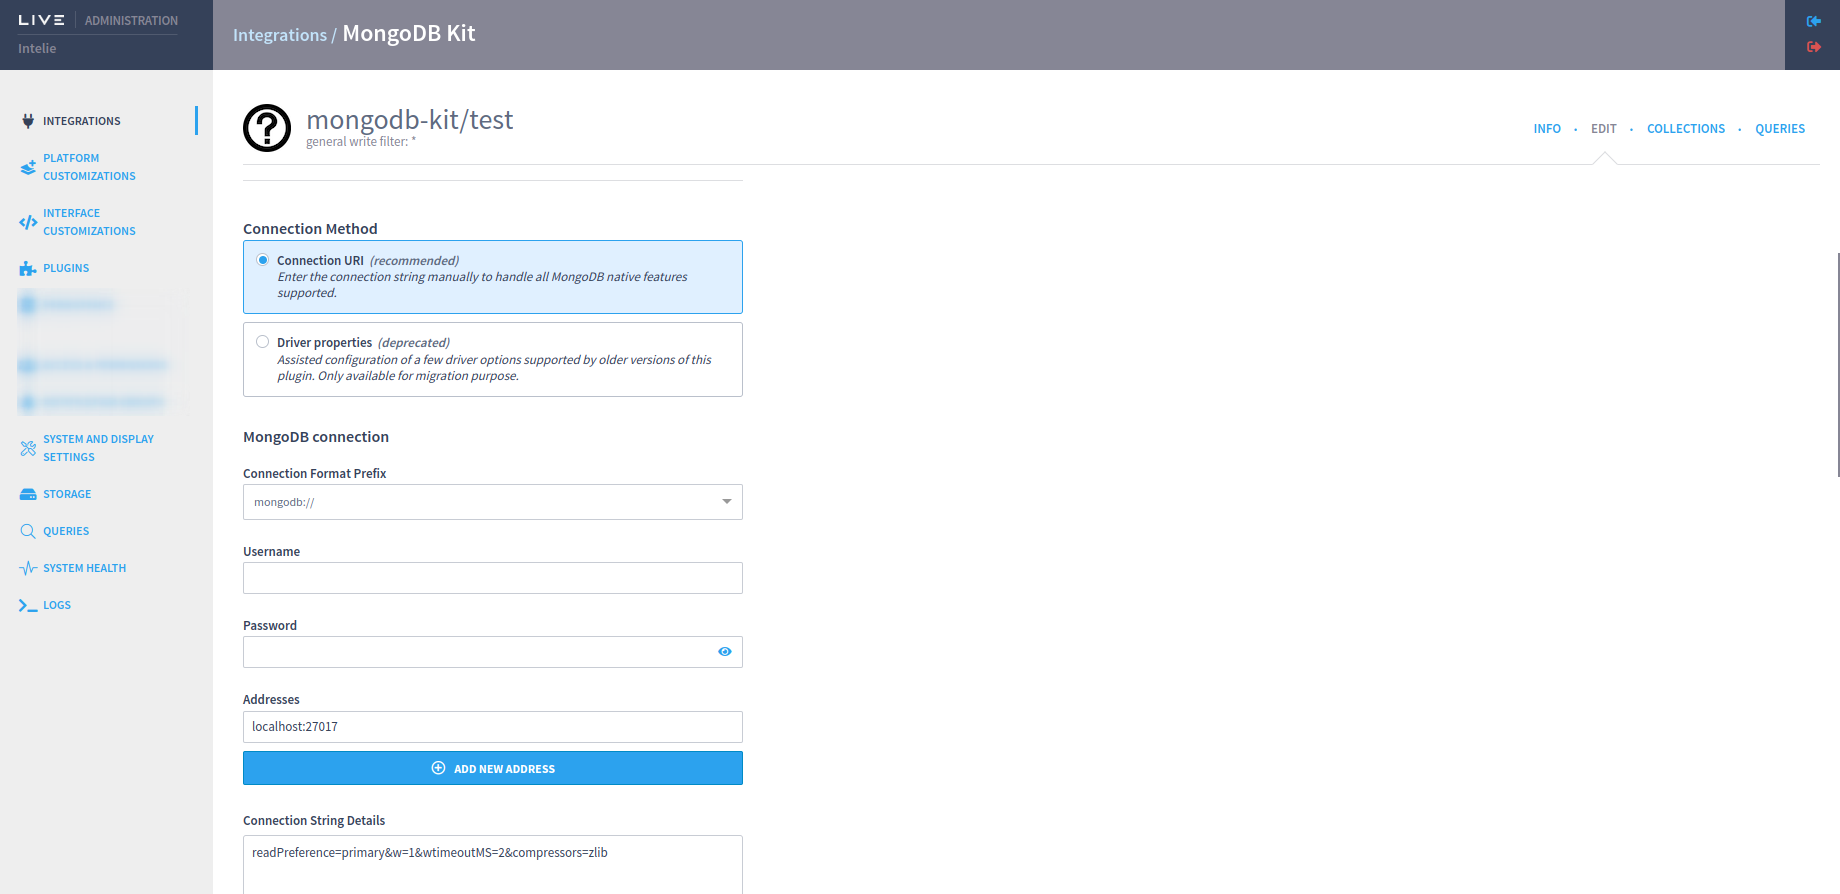 LIVE ADMINISTRATION
Intelie
Integrations / MongoDB Kit
INTEGRATIONS
PLATFORM
CUSTOMIZATIONS
INTERFACE
CUSTOMIZATIONS
PLUGINS
SYSTEM AND DISPLAY
SETTINGS
STORAGE
QUERIES
SYSTEM HEALTH
LOGS
mongodb-kit/test
general write filter: *
INFO • EDIT • COLLECTIONS • QUERIES
Connection Method
Connection URI (recommended)
Enter the connection string manually to handle all MongoDB native features
supported.
Driver properties (deprecated)
Assisted configuration of a few driver options supported by older versions of this
plugin. Only available for migration purpose.
MongoDB connection
Connection Format Prefix
mongodb://
Username
Password
Addresses
localhost:27017
ADD NEW ADDRESS
Connection String Details
readPreference=primary&w=1&wtimeoutMS=2&compressors=zlib